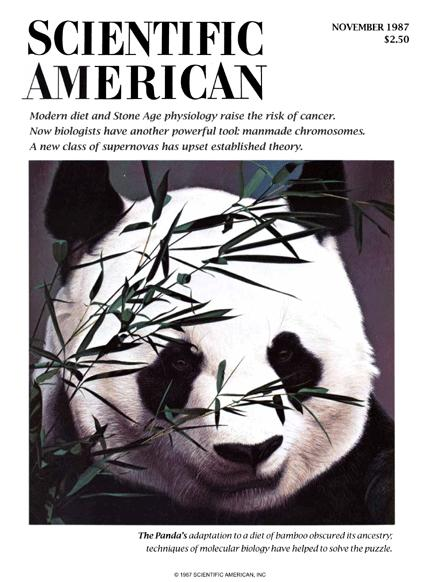 SCIENTIFIC
AMERICAN
NOVEMBER 1987
$2.50
Modern diet and Stone Age physiology raise the risk of cancer.
Now biologists have another powerful tool: manmade chromosomes.
A new class of supernovas has upset established theory.
The Panda's adaptation to a diet of bamboo obscured its ancestry;
techniques of molecular biology have helped to solve the puzzle.
© 1987 SCIENTIFIC AMERICAN, INC